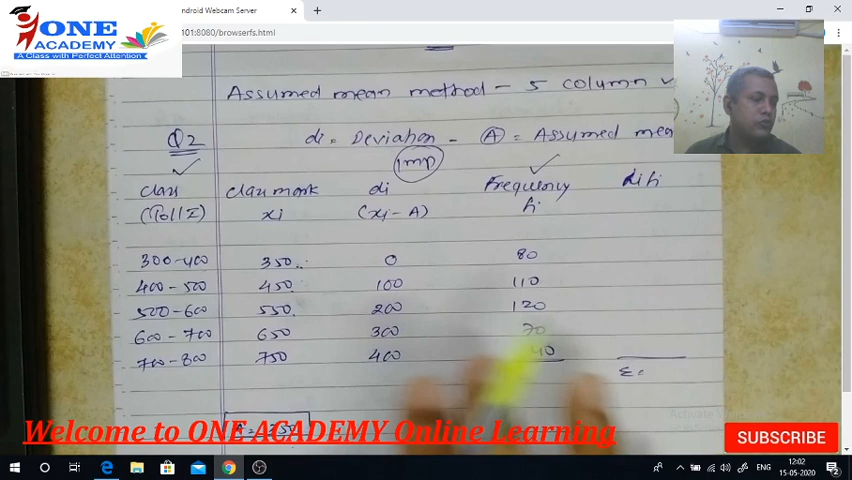 ONE
ACADEMY
A Class with Perfect Attention
Android Webcam Server
101:8080/browserfs.html
Assumed mean method - 5 column
Q2
di = Deviation - A = Assumed mea
imp
Class class mark di Frequency difi
(Toll ₹) xi (xi - A) fi
300-400 350 0 80
400-500 450 100 110
500-600 550 200 120
600-700 650 300 70
700-800 750 400 40
Σ
Welcome to ONE ACADEMY Online Learning
SUBSCRIBE
ENG
12:02
15-05-2020